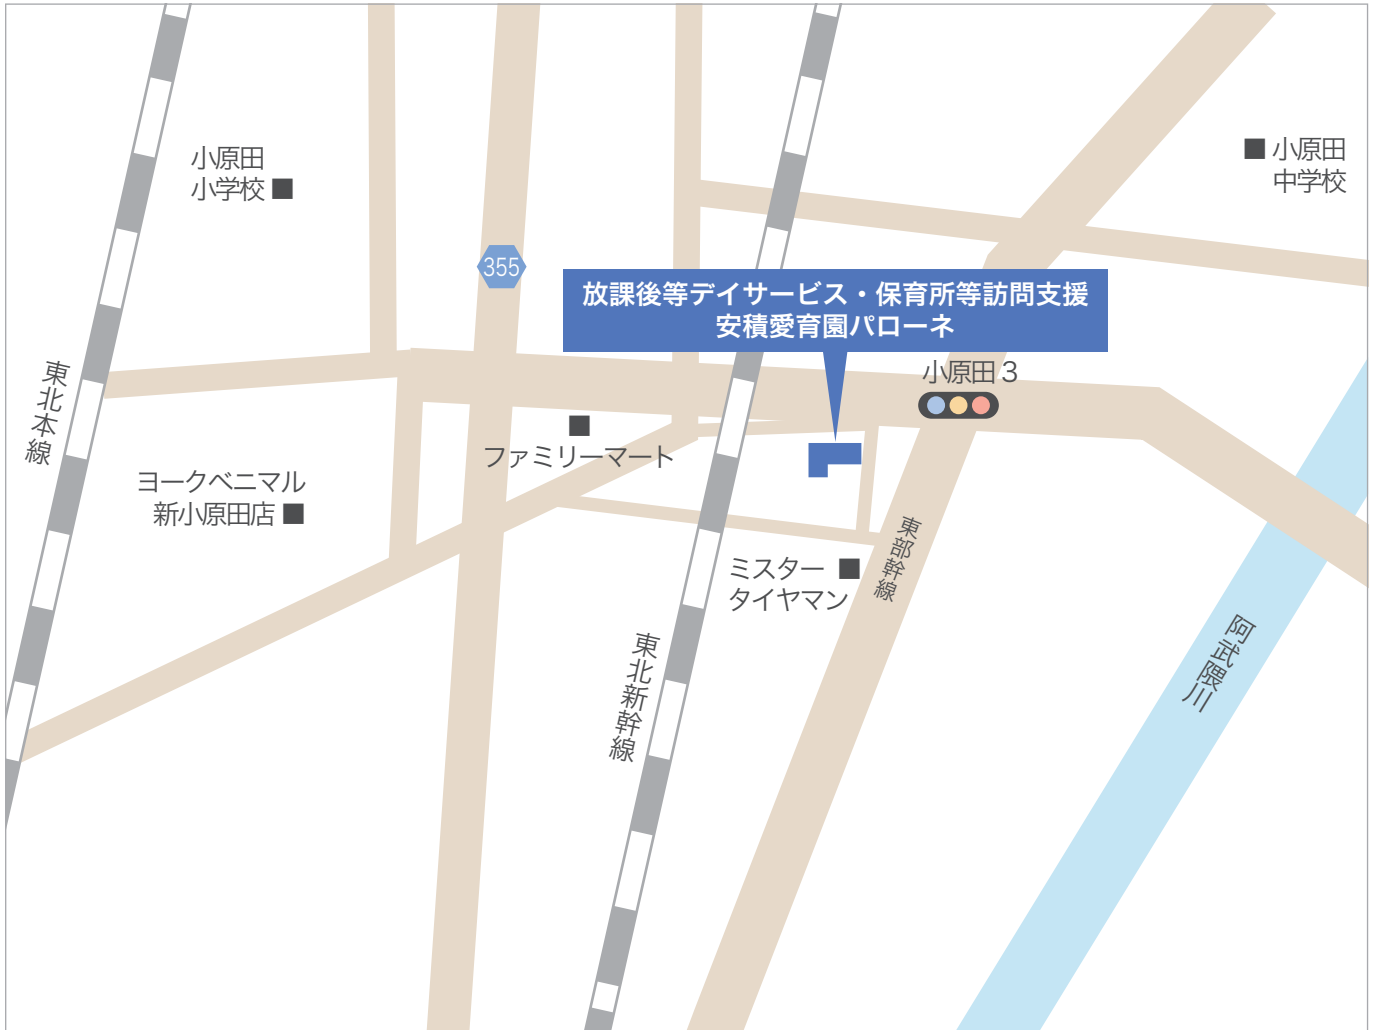 小原田
小学校
小原田
中学校
355
放課後等デイサービス・保育所等訪問支援
安積愛育園パローネ
小原田 3
東北本線
ファミリーマート
ヨークベニマル
新小原田店
東部幹線
ミスター
タイヤマン
東北新幹線
阿武隈川